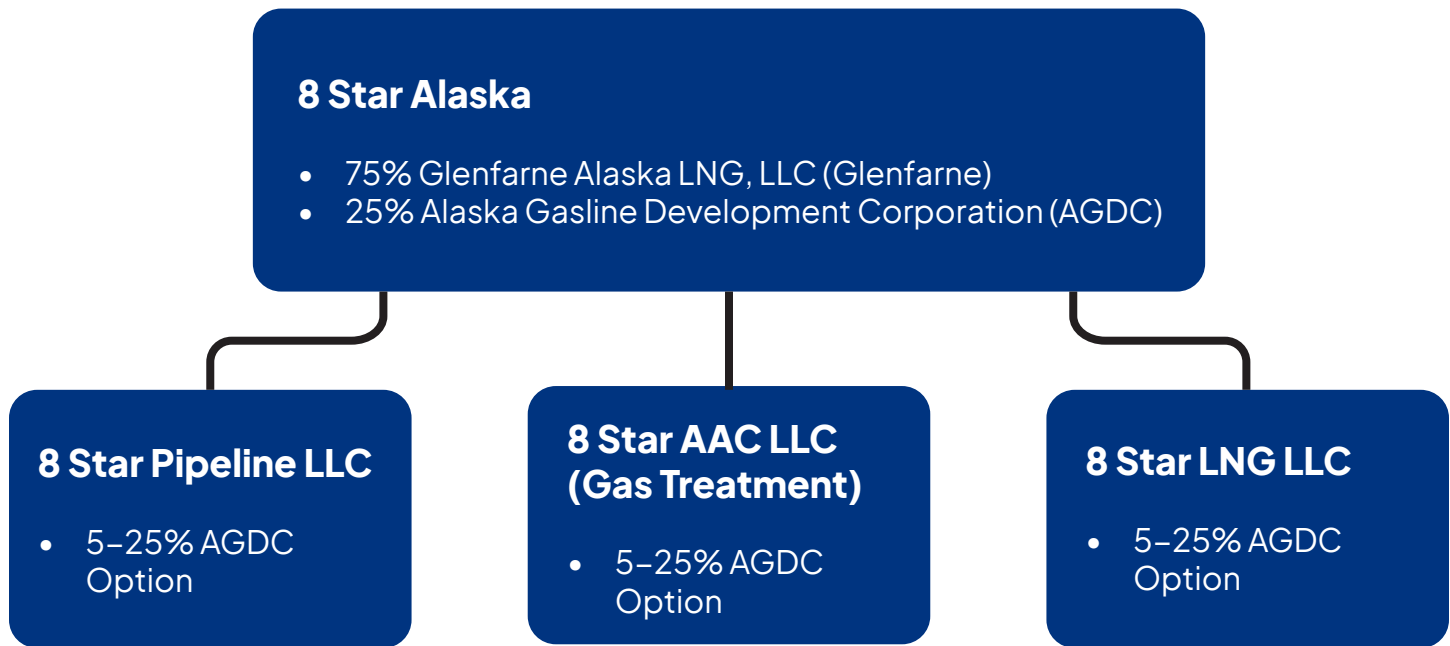 8 Star Alaska
• 75% Glenfarne Alaska LNG, LLC (Glenfarne)
• 25% Alaska Gasline Development Corporation (AGDC)
8 Star Pipeline LLC
• 5–25% AGDC
Option
8 Star AAC LLC
(Gas Treatment)
• 5–25% AGDC
Option
8 Star LNG LLC
• 5–25% AGDC
Option